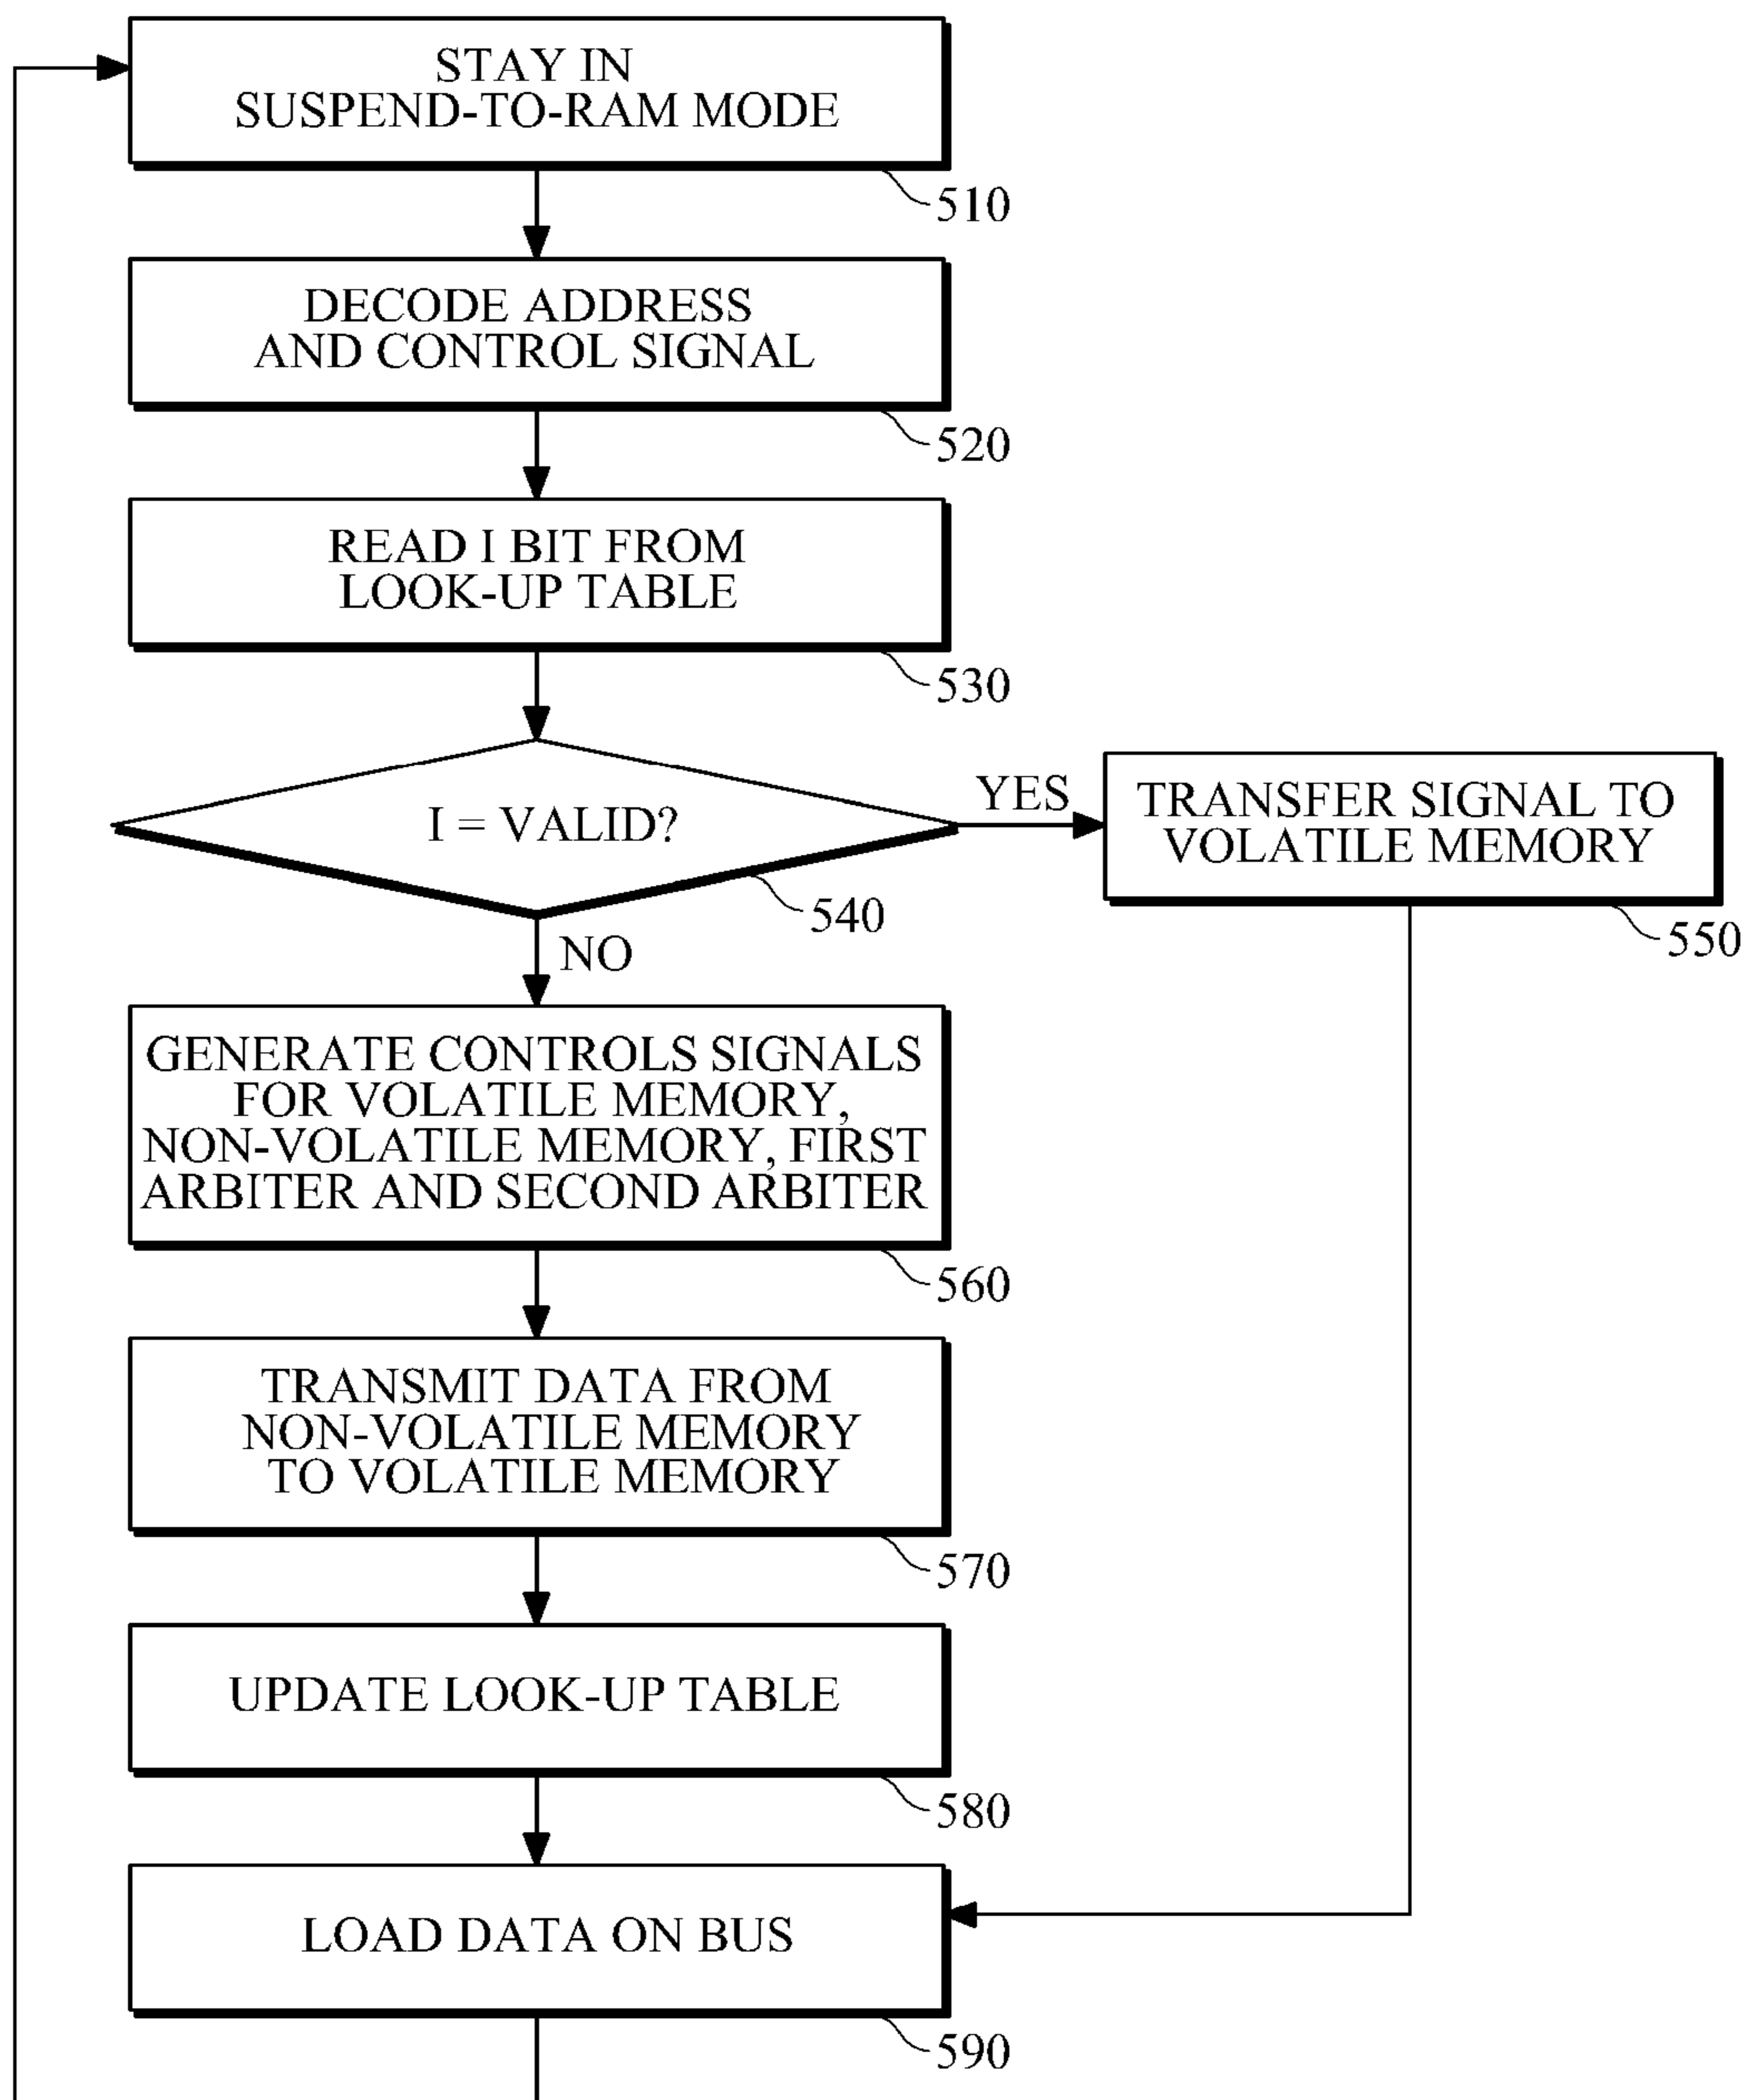 STAY IN
SUSPEND-TO-RAM MODE
510
DECODE ADDRESS
AND CONTROL SIGNAL
520
READ I BIT FROM
LOOK-UP TABLE
530
I = VALID?
540
YES
TRANSFER SIGNAL TO
VOLATILE MEMORY
550
NO
GENERATE CONTROLS SIGNALS
FOR VOLATILE MEMORY,
NON-VOLATILE MEMORY, FIRST
ARBITER AND SECOND ARBITER
560
TRANSMIT DATA FROM
NON-VOLATILE MEMORY
TO VOLATILE MEMORY
570
UPDATE LOOK-UP TABLE
580
LOAD DATA ON BUS
590